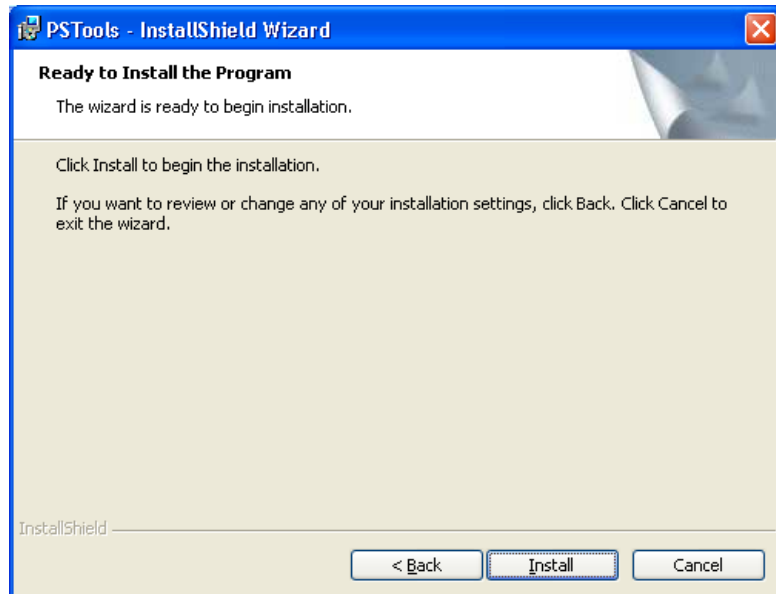 PSTools - InstallShield Wizard
Ready to Install the Program
The wizard is ready to begin installation.
Click Install to begin the installation.
If you want to review or change any of your installation settings, click Back. Click Cancel to
exit the wizard.
InstallShield
< Back
Install
Cancel